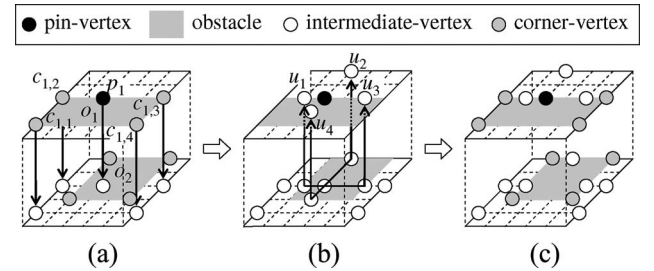 pin-vertex obstacle intermediate-vertex corner-vertex
c1,2 p1 c1,3
c1,1 o1 c1,4
o2
u2
u1 u3
u4
(a) (b) (c)